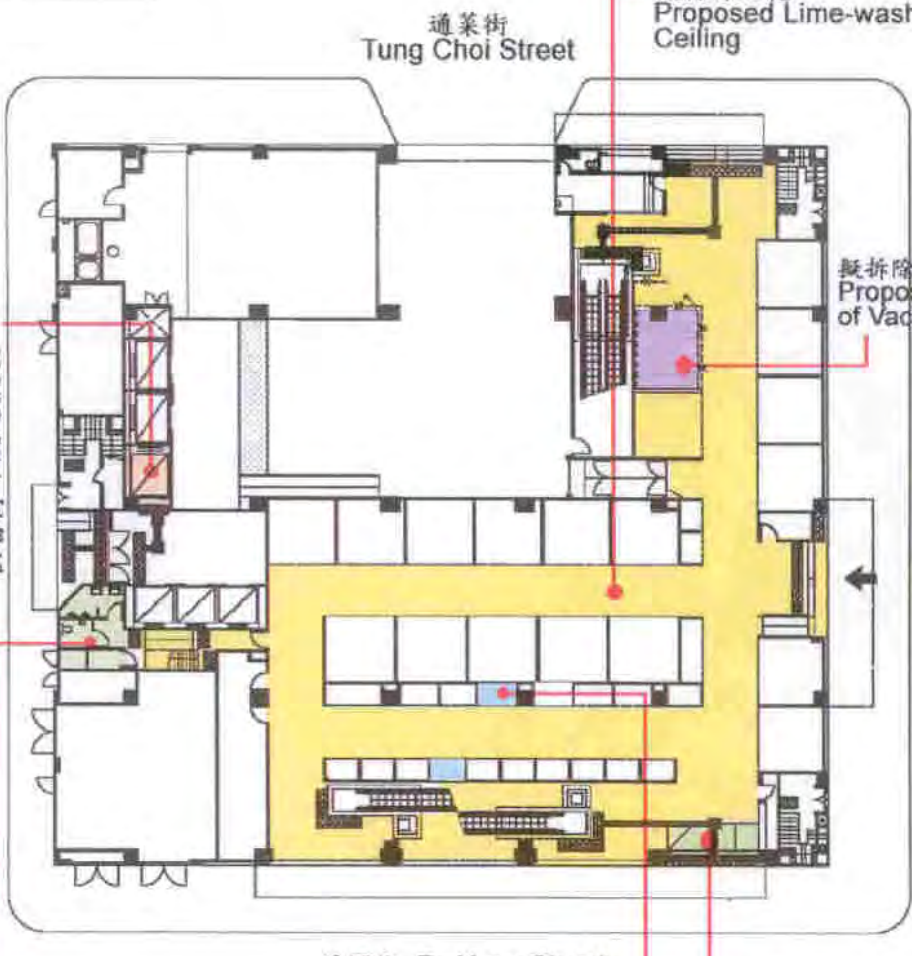 Proposed Lime-wash
Ceiling
通菜街
Tung Choi Street
擬拆除
Propo
of Vac